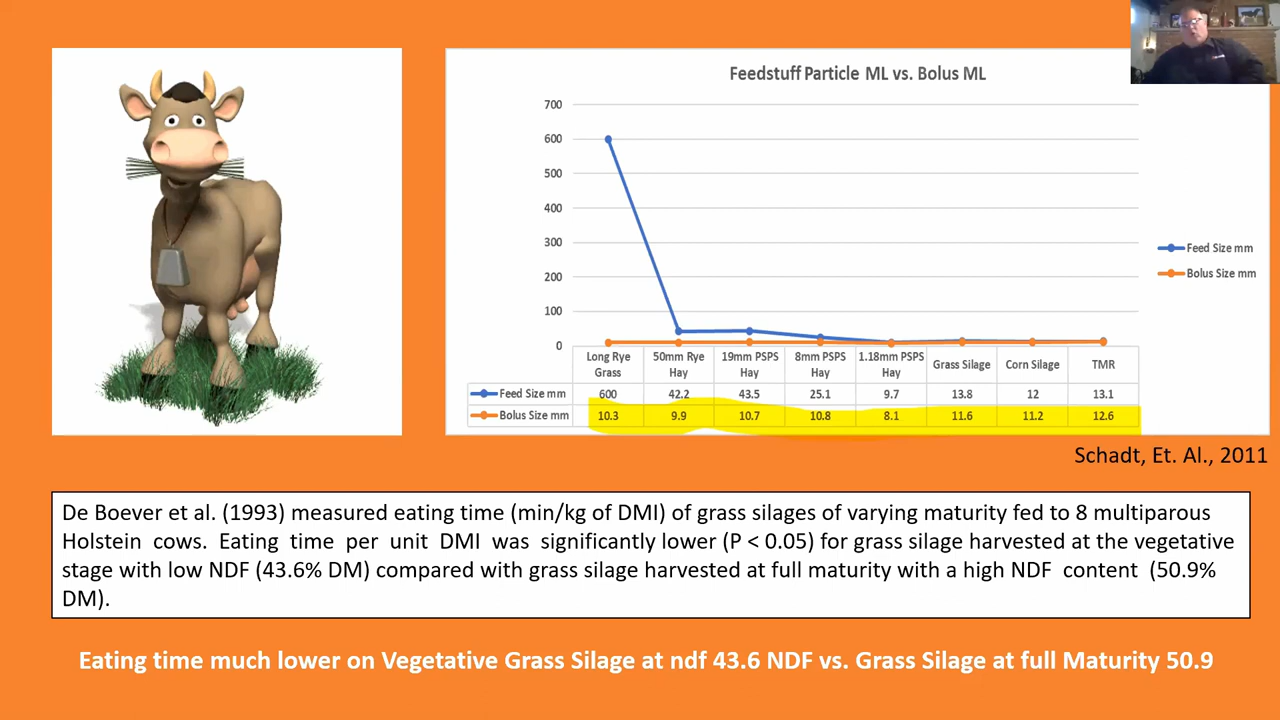 Feedstuff Particle ML vs. Bolus ML
700
600
500
400
300
200
100
0
Feed Size mm
Bolus Size mm
Long Rye Grass 50mm Rye Hay 19mm PSPS Hay 8mm PSPS Hay 1.18mm PSPS Hay Grass Silage Corn Silage TMR
Feed Size mm 600 42.2 43.5 25.1 9.7 13.8 12 13.1
Bolus Size mm 10.3 9.9 10.7 10.8 8.1 11.6 11.2 12.6
Schadt, Et. Al., 2011
De Boever et al. (1993) measured eating time (min/kg of DMI) of grass silages of varying maturity fed to 8 multiparous
Holstein cows. Eating time per unit DMI was significantly lower (P < 0.05) for grass silage harvested at the vegetative
stage with low NDF (43.6% DM) compared with grass silage harvested at full maturity with a high NDF content (50.9%
DM).
Eating time much lower on Vegetative Grass Silage at ndf 43.6 NDF vs. Grass Silage at full Maturity 50.9